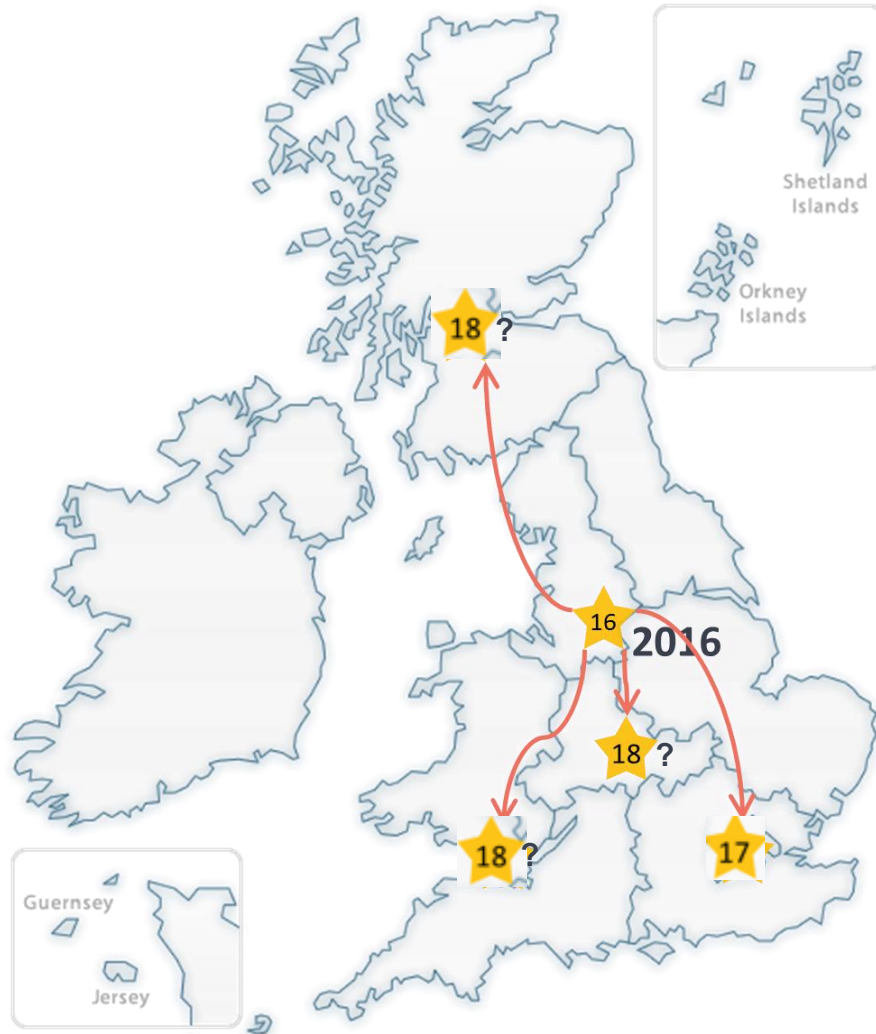 Shetland
Islands
Orkney
Islands
18 ?
16
2016
18 ?
18 ?
17
Guernsey
Jersey